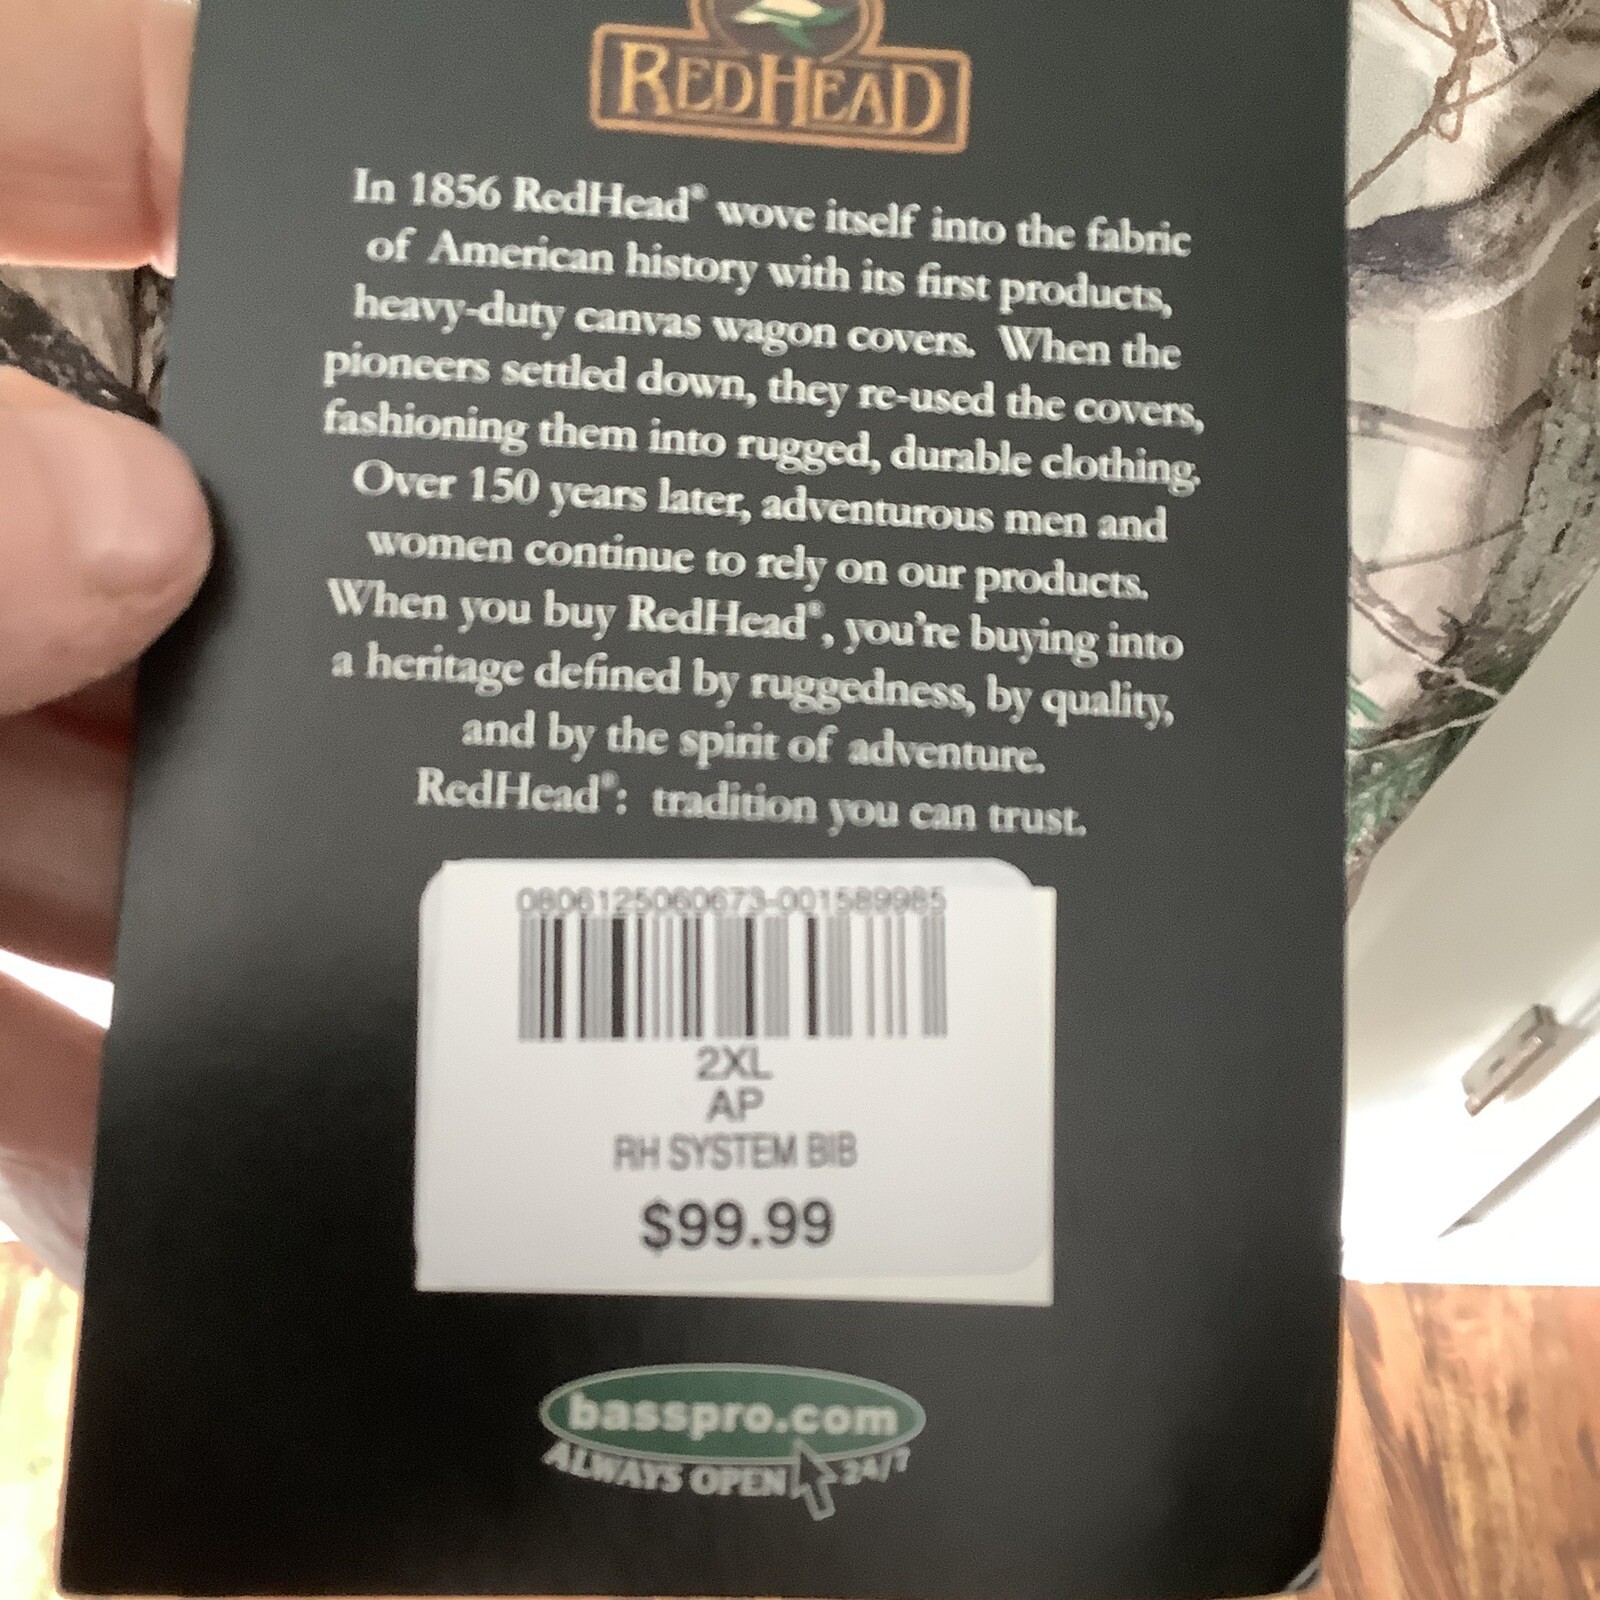 REDHEAD
In 1856 RedHead® wove itself into the fabric
of American history with its first products,
heavy-duty canvas wagon covers. When the
pioneers settled down, they re-used the covers,
fashioning them into rugged, durable clothing.
Over 150 years later, adventurous men and
women continue to rely on our products.
When you buy RedHead®, you're buying into
a heritage defined by ruggedness, by quality,
and by the spirit of adventure.
RedHead®: tradition you can trust.
0806125060673-001589985
2XL
AP
RH SYSTEM BIB
$99.99
basspro.com
ALWAYS OPEN 24/7